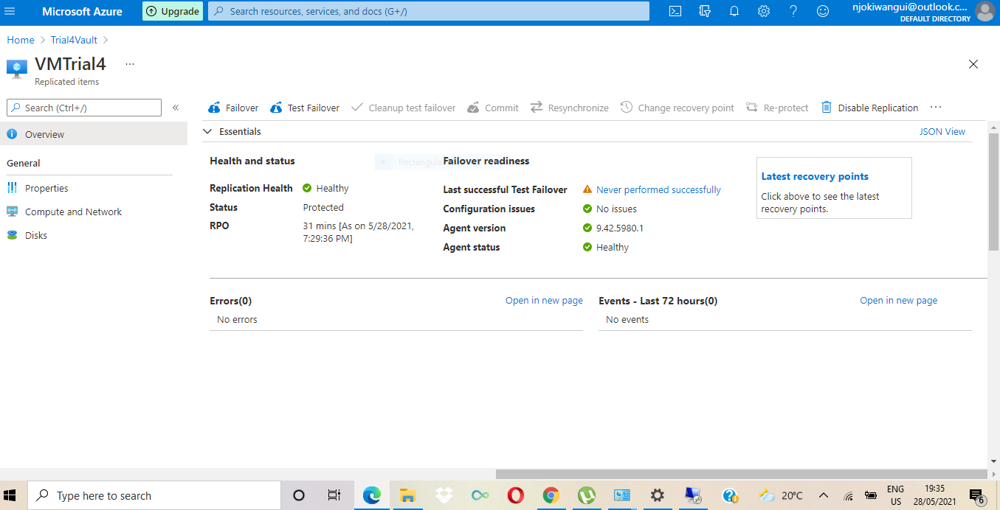 Microsoft Azure
Upgrade
Search resources, services, and docs (G+/)
njokiwangui@outlook.c...
DEFAULT DIRECTORY
Home > Trial4Vault >
VMTrial4 ...
Replicated items
Search (Ctrl+/)
«
Failover
Test Failover
Cleanup test failover
Commit
Resynchronize
Change recovery point
Re-protect
Disable Replication
...
Overview
General
Properties
Compute and Network
Disks
Essentials
JSON View
Health and status
Replication Health Healthy
Status Protected
RPO 31 mins [As on 5/28/2021,
7:29:36 PM]
Failover readiness
Last successful Test Failover Never performed successfully
Configuration issues No issues
Agent version 9.42.5980.1
Agent status Healthy
Latest recovery points
Click above to see the latest
recovery points.
Errors(0) Open in new page
No errors
Events - Last 72 hours(0) Open in new page
No events
Type here to search
20°C
ENG
US
19:35
28/05/2021
6